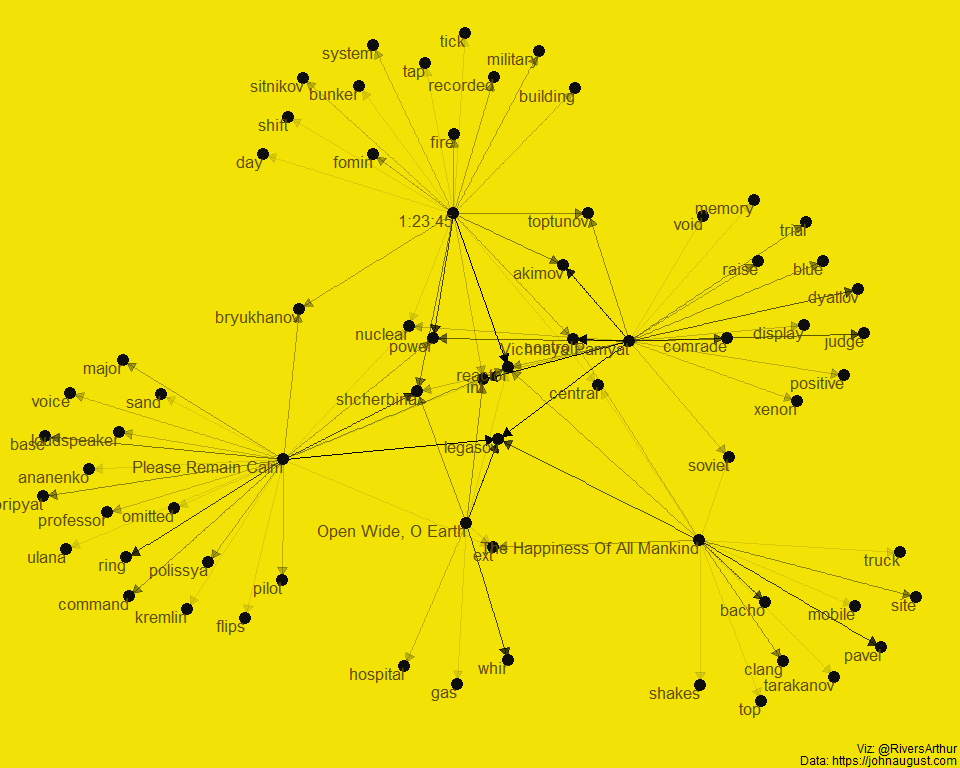 tick
system
military
tap
sitnikov
recorded
bunker
building
shift
fire
day
fomin
1:23:45
toptunov
memory
void
trial
akimov
raise
blue
dyatlov
bryukhanov
nuclear
power
control
Vichnaya Pamyat
comrade
display
judge
major
reactor
int
central
positive
shcherbina
voice
sand
xenon
base
loudspeaker
legasov
Please Remain Calm
soviet
ananenko
pripyat
professor
omitted
Open Wide, O Earth
ext
The Happiness Of All Mankind
ulana
ring
polissya
truck
pilot
command
kremlin
flips
bacho
mobile
site
pavel
hospital
whir
clang
gas
shakes
tarakanov
top
Viz: @RiversArthur
Data: https://johnaugust.com